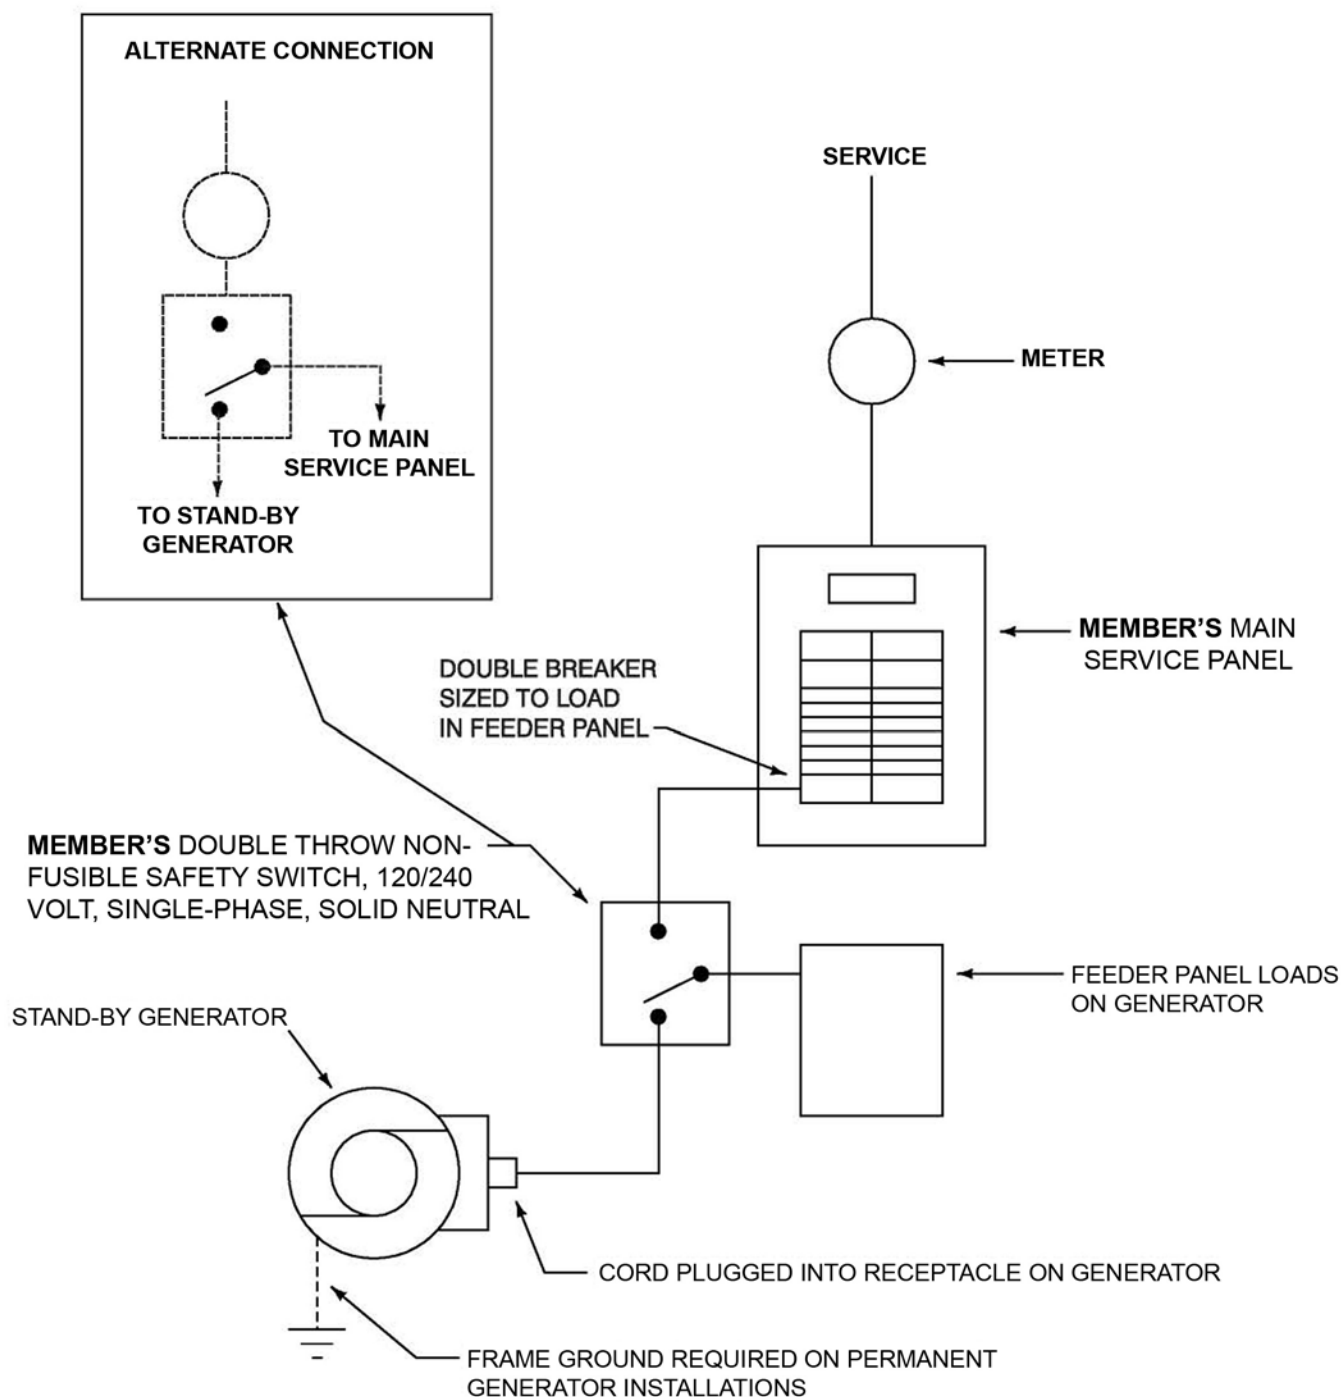 ALTERNATE CONNECTION
TO MAIN
SERVICE PANEL
TO STAND-BY
GENERATOR
SERVICE
METER
MEMBER'S MAIN
SERVICE PANEL
DOUBLE BREAKER
SIZED TO LOAD
IN FEEDER PANEL
MEMBER'S DOUBLE THROW NON-
FUSIBLE SAFETY SWITCH, 120/240
VOLT, SINGLE-PHASE, SOLID NEUTRAL
FEEDER PANEL LOADS
ON GENERATOR
STAND-BY GENERATOR
CORD PLUGGED INTO RECEPTACLE ON GENERATOR
FRAME GROUND REQUIRED ON PERMANENT
GENERATOR INSTALLATIONS